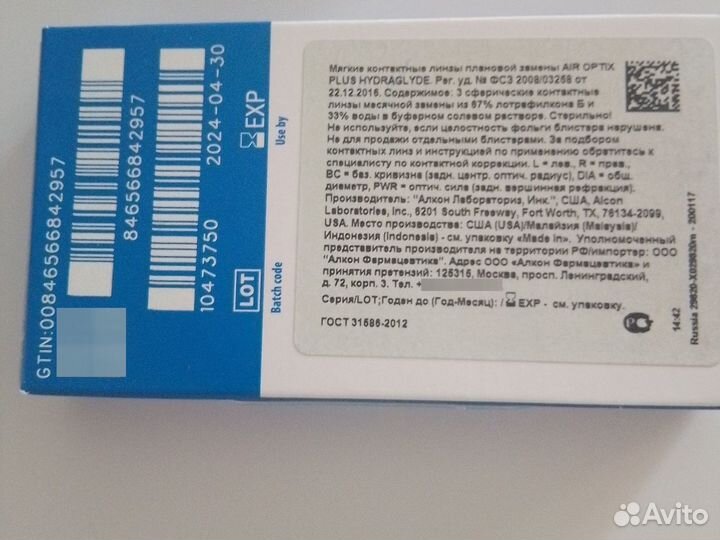 GTIN:00846566842957
846566842957
10473750
2024-04-30
LOT
EXP
Batch code
Use by
Мягкие контактные линзы плановой замены AIR OPTIX
PLUS HYDRAGLYDE. Рег. уд. № ФСЗ 2008/03268 от
22.12.2016. Содержимое: 3 сферические контактные
линзы месячной замены из 67% лотрафилкона Б и
33% воды в буферном солевом растворе. Стерильно!
Не используйте, если целостность фольги блистера нарушена.
Не для продажи отдельными блистерами. За подбором
контактных линз и инструкцией по применению обратитесь к
специалисту по контактной коррекции. L = лев., R = прав.,
BC = баз. кривизна (задн. центр. оптич. радиус), DIA = общ.
диаметр, PWR = оптич. сила (задн. вершинная рефракция).
Производитель: "Алкон Лабораториз, Инк.", США, Alcon
Laboratories, Inc., 6201 South Freeway, Fort Worth, TX, 76134-2099,
USA. Место производства: США (USA)/Малайзия (Malaysia)/
Индонезия (Indonesia) - см. упаковку «Made in». Уполномоченный
представитель производителя на территории РФ/импортер: ООО
"Алкон Фармацевтика". Адрес ООО «Алкон Фармацевтика» и
принятия претензий: 125315, Москва, просп. Ленинградский,
д. 72, корп. 3. Тел. +
Серия/LOT;Годен до (Год-Месяц): / EXP - см. упаковку.
ГОСТ 31586-2012
14:42
Russia 29820-X029820m - 200117
Avito